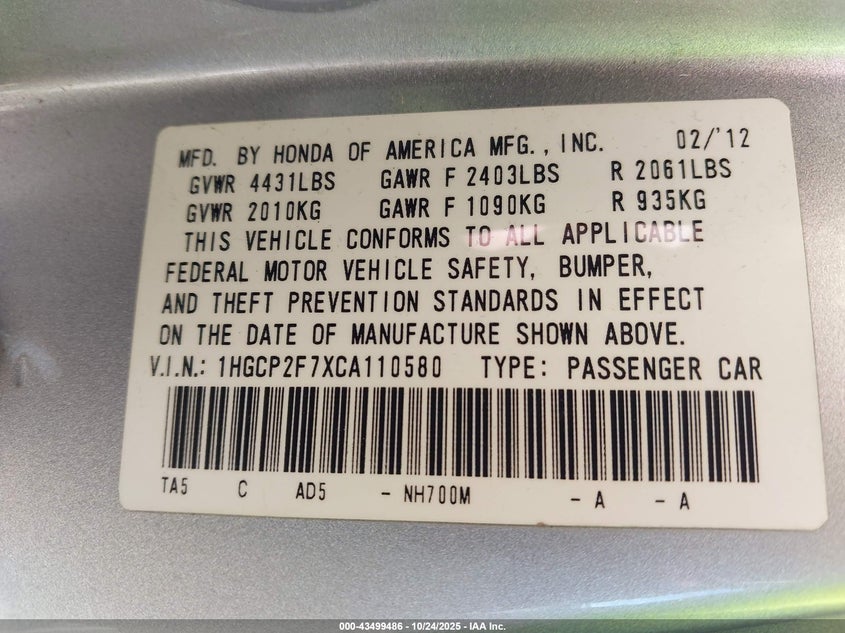 MFD. BY HONDA OF AMERICA MFG., INC. 02/'12
GVWR 4431LBS GAWR F 2403LBS R 2061LBS
GVWR 2010KG GAWR F 1090KG R 935KG
THIS VEHICLE CONFORMS TO ALL APPLICABLE
FEDERAL MOTOR VEHICLE SAFETY, BUMPER,
AND THEFT PREVENTION STANDARDS IN EFFECT
ON THE DATE OF MANUFACTURE SHOWN ABOVE.
V.I.N.: 1HGCP2F7XCA110580 TYPE: PASSENGER CAR
TA5 C AD5 - NH700M - A - A
000-43499486 - 10/24/2025 - IAA Inc.